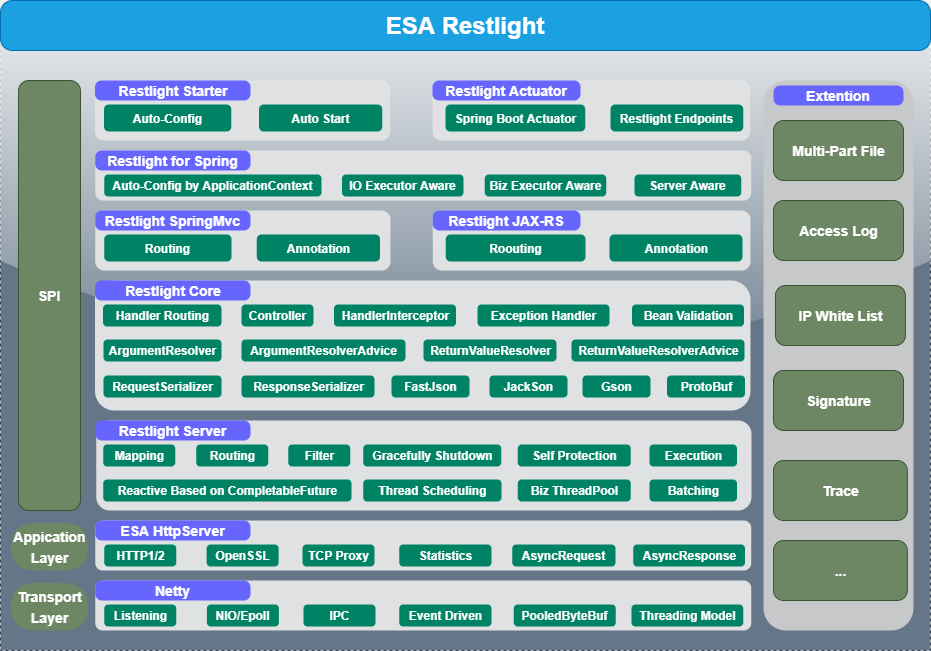 ESA Restlight
SPI
Restlight Starter
Auto-Config
Auto Start
Restlight Actuator
Spring Boot Actuator
Restlight Endpoints
Restlight for Spring
Auto-Config by ApplicationContext
IO Executor Aware
Biz Executor Aware
Server Aware
Restlight SpringMvc
Routing
Annotation
Restlight JAX-RS
Roouting
Annotation
Restlight Core
Handler Routing
Controller
HandlerInterceptor
Exception Handler
Bean Validation
ArgumentResolver
ArgumentResolverAdvice
ReturnValueResolver
ReturnValueResolverAdvice
RequestSerializer
ResponseSerializer
FastJson
JackSon
Gson
ProtoBuf
Restlight Server
Mapping
Routing
Filter
Gracefully Shutdown
Self Protection
Execution
Reactive Based on CompletableFuture
Thread Scheduling
Biz ThreadPool
Batching
Appication
Layer
ESA HttpServer
HTTP1/2
OpenSSL
TCP Proxy
Statistics
AsyncRequest
AsyncResponse
Transport
Layer
Netty
Listening
NIO/Epoll
IPC
Event Driven
PooledByteBuf
Threading Model
Extention
Multi-Part File
Access Log
IP White List
Signature
Trace
...